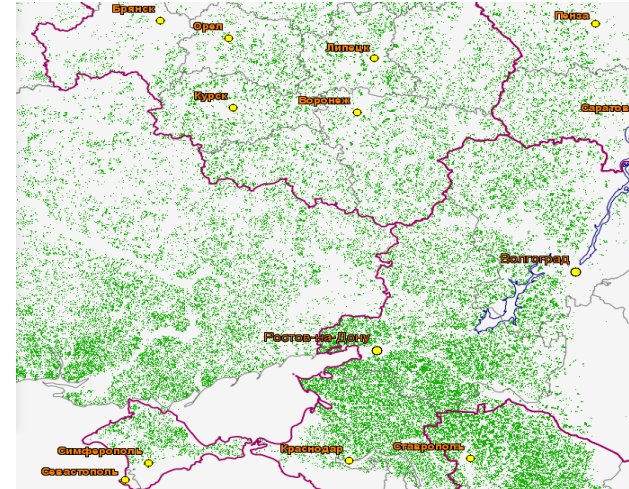 Брянск
Орел
Пенза
Липецк
Курск
Воронеж
Саратов
Волгоград
Ростов-на-Дону
Симферополь
Краснодар
Ставрополь
Севастополь